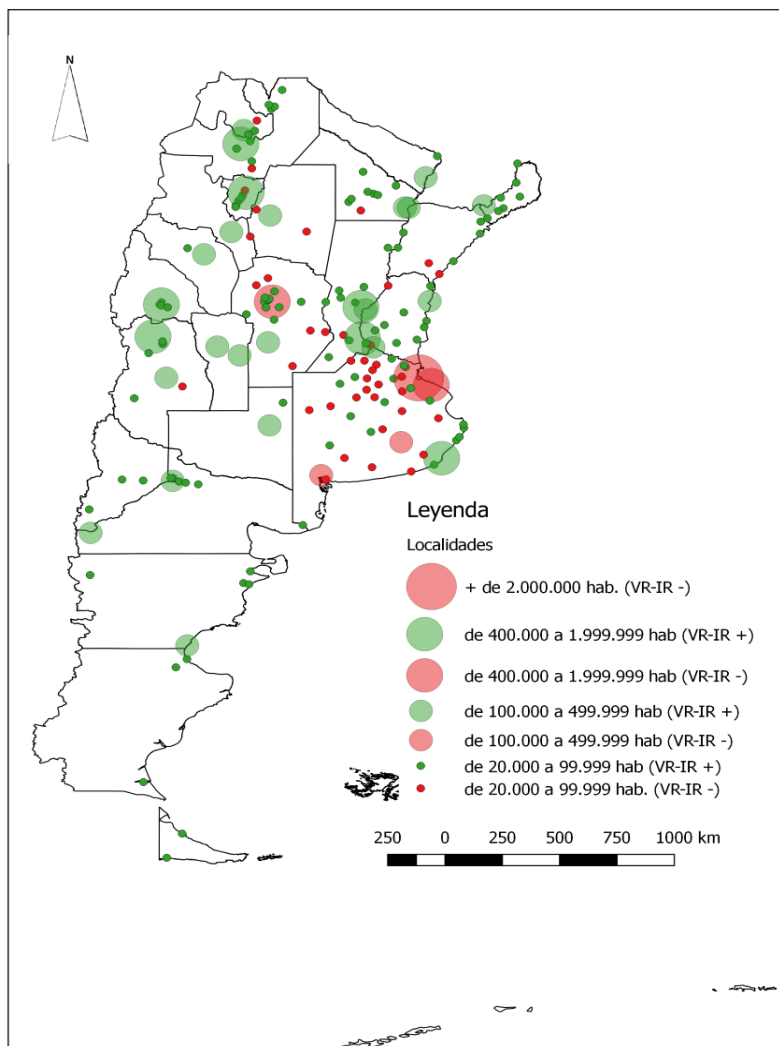 N
Leyenda
Localidades
+ de 2.000.000 hab. (VR-IR -)
de 400.000 a 1.999.999 hab (VR-IR +)
de 400.000 a 1.999.999 hab (VR-IR -)
de 100.000 a 499.999 hab (VR-IR +)
de 100.000 a 499.999 hab (VR-IR -)
de 20.000 a 99.999 hab (VR-IR +)
de 20.000 a 99.999 hab. (VR-IR -)
250 0 250 500 750 1000 km